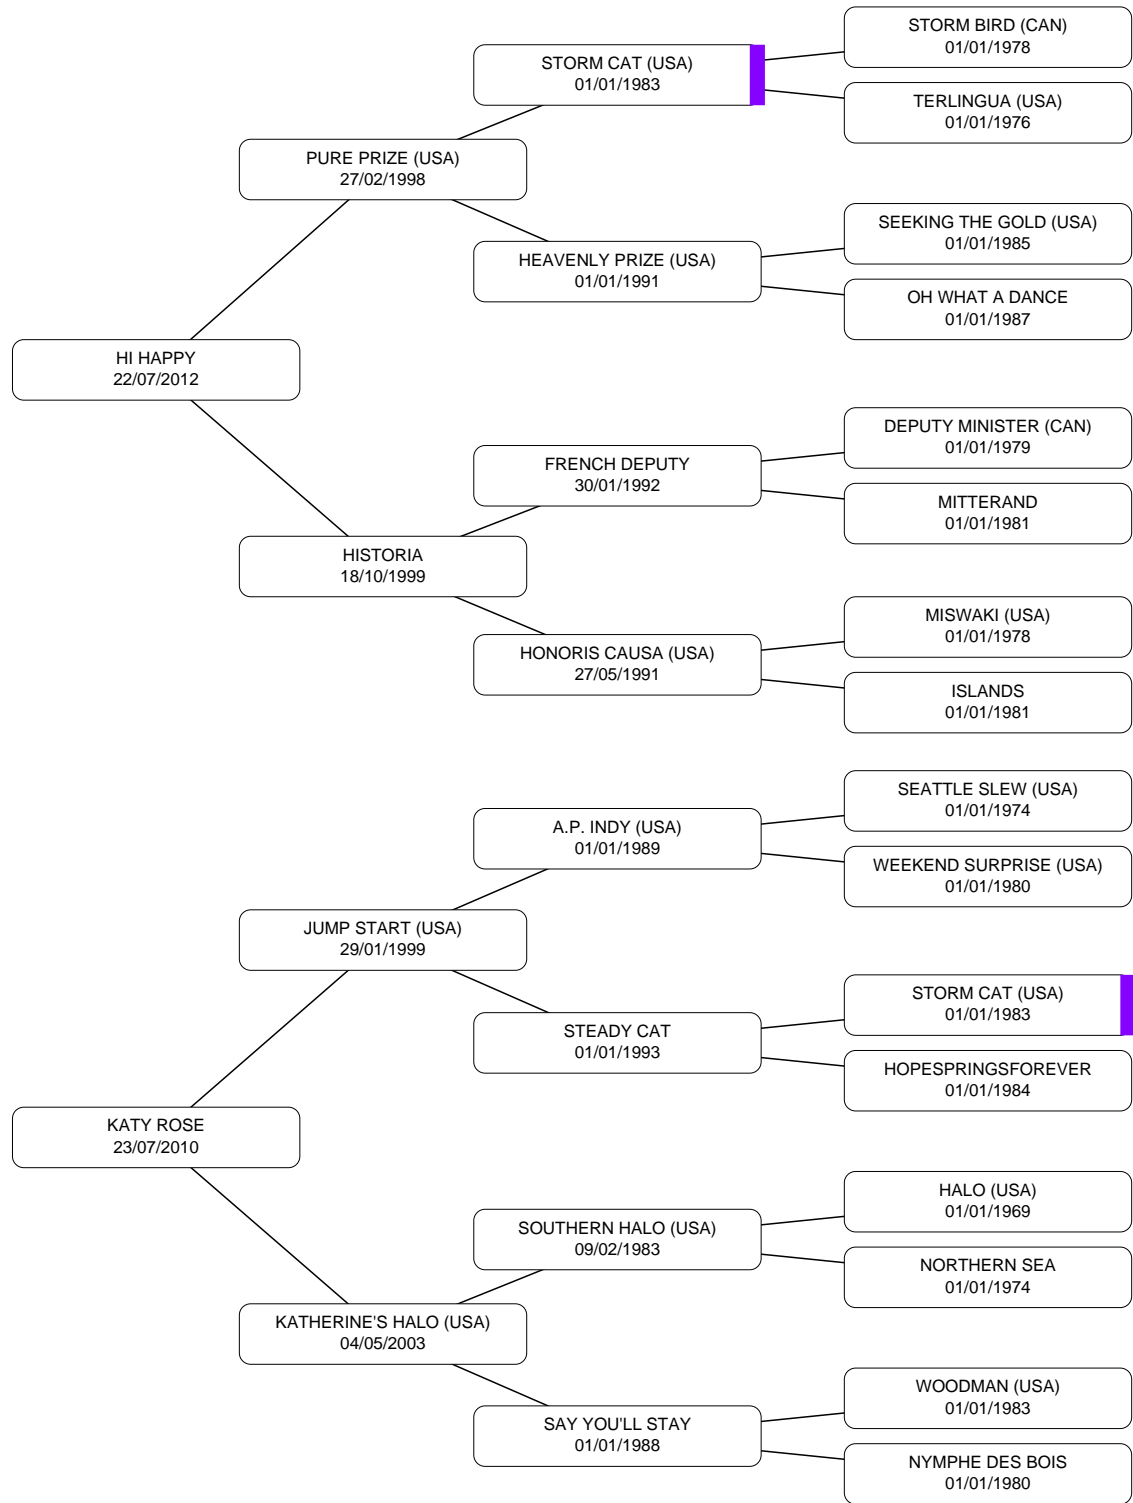 STORM BIRD (CAN)
01/01/1978
STORM CAT (USA)
01/01/1983
TERLINGUA (USA)
01/01/1976
PURE PRIZE (USA)
27/02/1998
SEEKING THE GOLD (USA)
01/01/1985
HEAVENLY PRIZE (USA)
01/01/1991
OH WHAT A DANCE
01/01/1987
HI HAPPY
22/07/2012
DEPUTY MINISTER (CAN)
01/01/1979
FRENCH DEPUTY
30/01/1992
MITTERAND
01/01/1981
HISTORIA
18/10/1999
MISWAKI (USA)
01/01/1978
HONORIS CAUSA (USA)
27/05/1991
ISLANDS
01/01/1981
SEATTLE SLEW (USA)
01/01/1974
A.P. INDY (USA)
01/01/1989
WEEKEND SURPRISE (USA)
01/01/1980
JUMP START (USA)
29/01/1999
STORM CAT (USA)
01/01/1983
STEADY CAT
01/01/1993
HOPESPRINGSFOREVER
01/01/1984
KATY ROSE
23/07/2010
HALO (USA)
01/01/1969
SOUTHERN HALO (USA)
09/02/1983
NORTHERN SEA
01/01/1974
KATHERINE'S HALO (USA)
04/05/2003
WOODMAN (USA)
01/01/1983
SAY YOU'LL STAY
01/01/1988
NYMPHE DES BOIS
01/01/1980